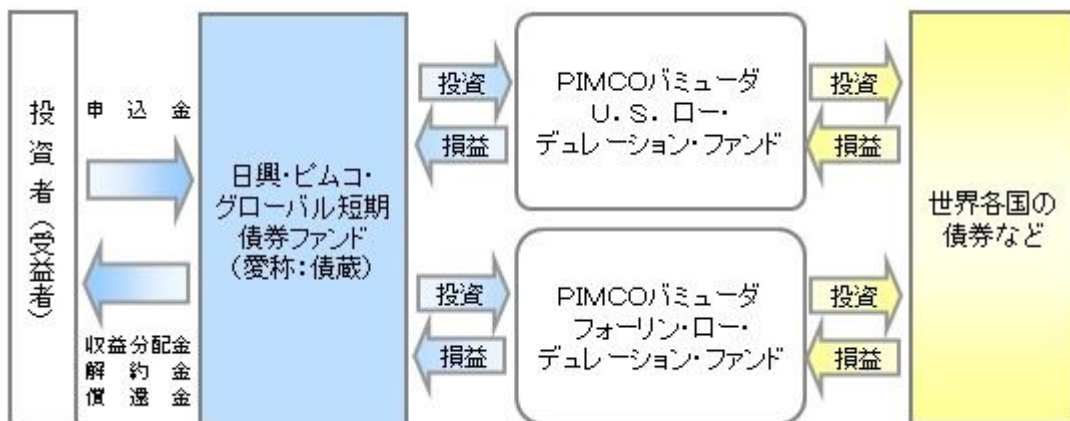 投資者(受益者)
申込金
収益分配金
解約金
償還金
日興・ピムコ・
グローバル短期
債券ファンド
(愛称:債蔵)
投資
損益
PIMCOバミューダ
U.S.ロー・
デュレーション・ファンド
投資
損益
投資
損益
PIMCOバミューダ
フォーリン・ロー・
デュレーション・ファンド
投資
損益
世界各国の
債券など